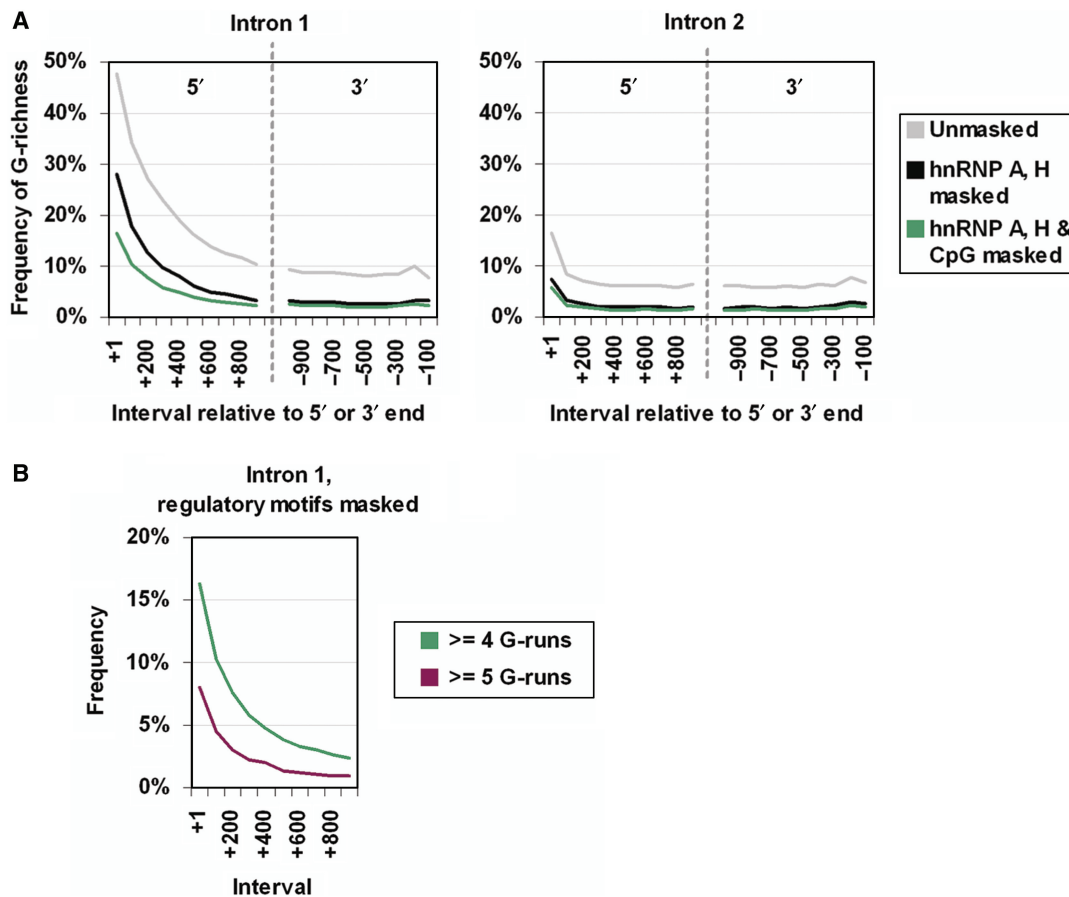 A
Intron 1
Intron 2
50%
40%
30%
20%
10%
0%
Frequency of G-richness
5′
3′
+1
+200
+400
+600
+800
−900
−700
−500
−300
−100
Interval relative to 5′ or 3′ end
50%
40%
30%
20%
10%
0%
5′
3′
+1
+200
+400
+600
+800
−900
−700
−500
−300
−100
Interval relative to 5′ or 3′ end
Unmasked
hnRNP A, H
masked
hnRNP A, H &
CpG masked
B
Intron 1,
regulatory motifs masked
20%
15%
10%
5%
0%
Frequency
+1
+200
+400
+600
+800
Interval
>= 4 G-runs
>= 5 G-runs